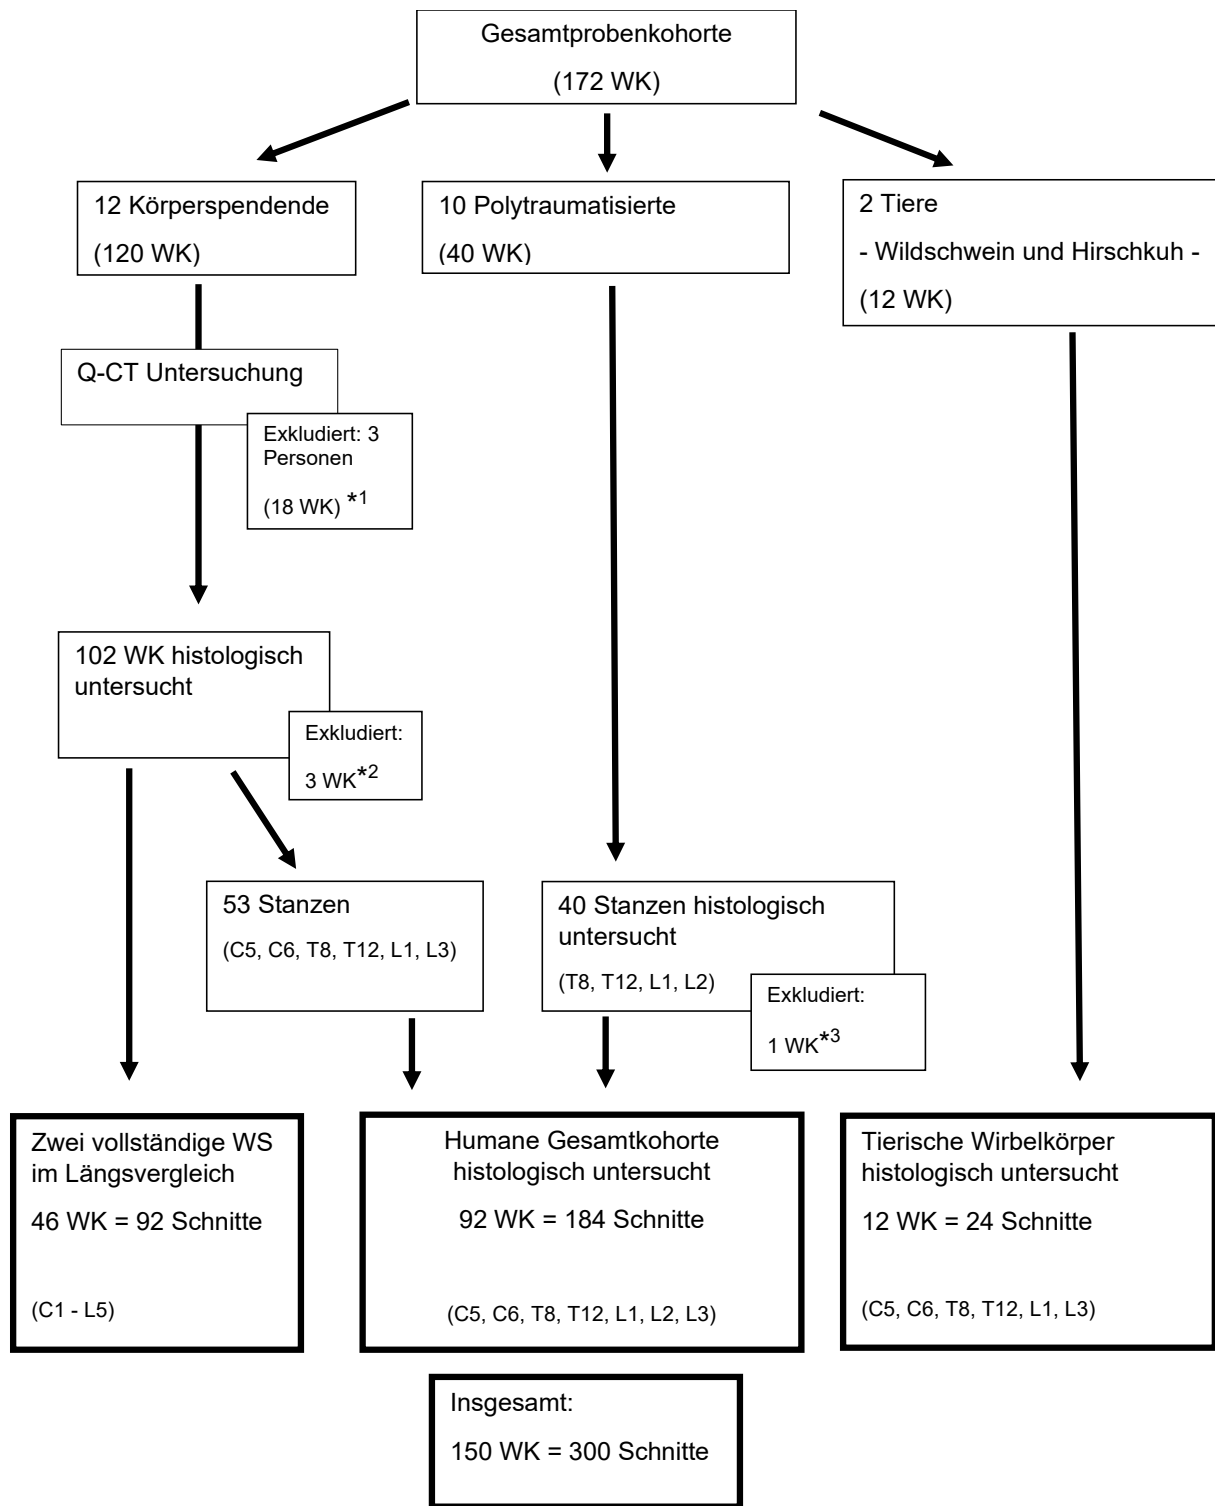 Gesamtprobenkohorte
(172 WK)
12 Körperspendende
(120 WK)
10 Polytraumatisierte
(40 WK)
2 Tiere
- Wildschwein und Hirschkuh -
(12 WK)
Q-CT Untersuchung
Exkludiert: 3
Personen
(18 WK) *1
102 WK histologisch
untersucht
Exkludiert:
3 WK*2
53 Stanzen
(C5, C6, T8, T12, L1, L3)
40 Stanzen histologisch
untersucht
(T8, T12, L1, L2)
Exkludiert:
1 WK*3
Zwei vollständige WS
im Längsvergleich
46 WK = 92 Schnitte
(C1 - L5)
Humane Gesamtkohorte
histologisch untersucht
92 WK = 184 Schnitte
(C5, C6, T8, T12, L1, L2, L3)
Tierische Wirbelkörper
histologisch untersucht
12 WK = 24 Schnitte
(C5, C6, T8, T12, L1, L3)
Insgesamt:
150 WK = 300 Schnitte